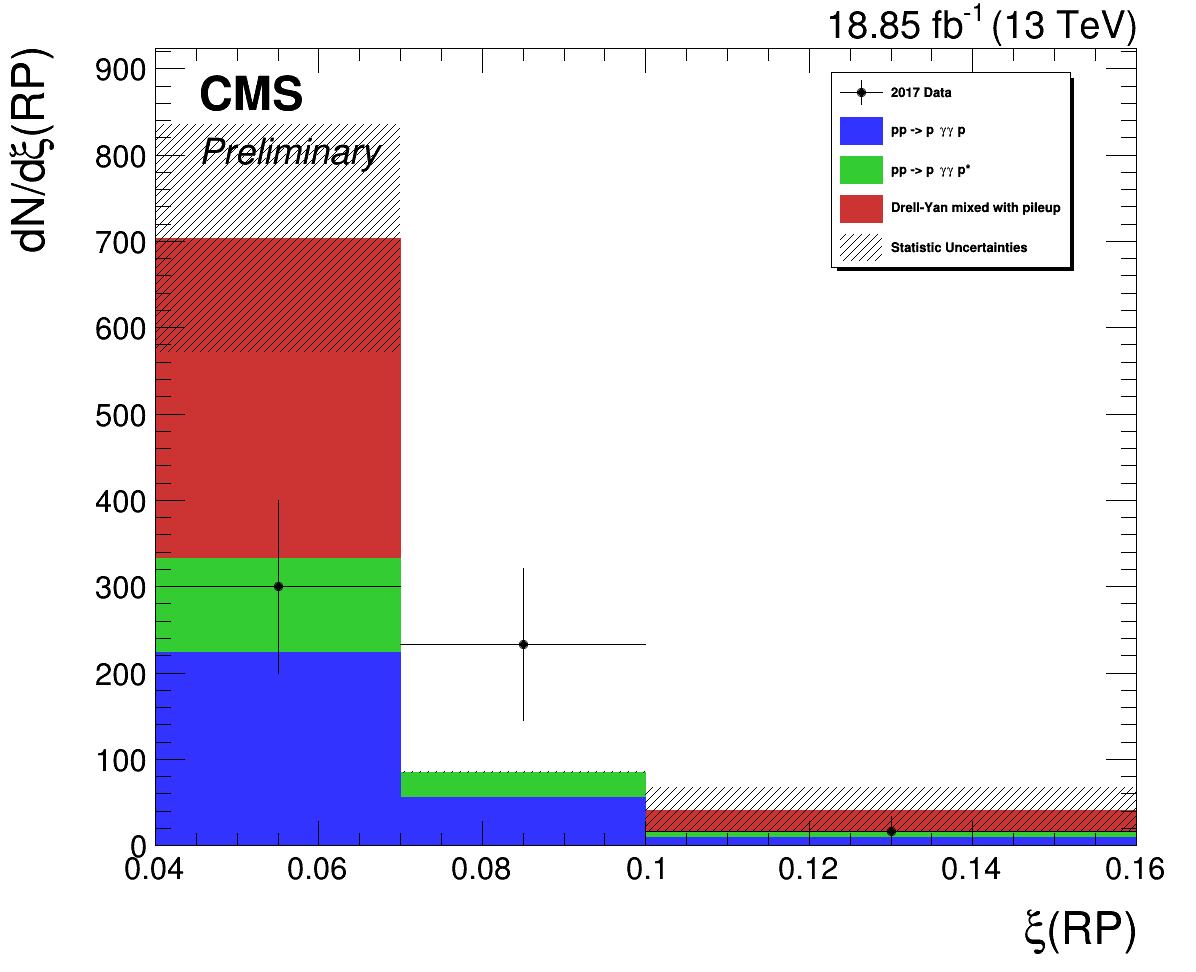 18.85 fb⁻¹ (13 TeV)
dN/dξ(RP)
CMS
Preliminary
2017 Data
pp -> p γγ p
pp -> p γγ p*
Drell-Yan mixed with pileup
Statistic Uncertainties
900
800
700
600
500
400
300
200
100
0
0.04 0.06 0.08 0.1 0.12 0.14 0.16
ξ(RP)